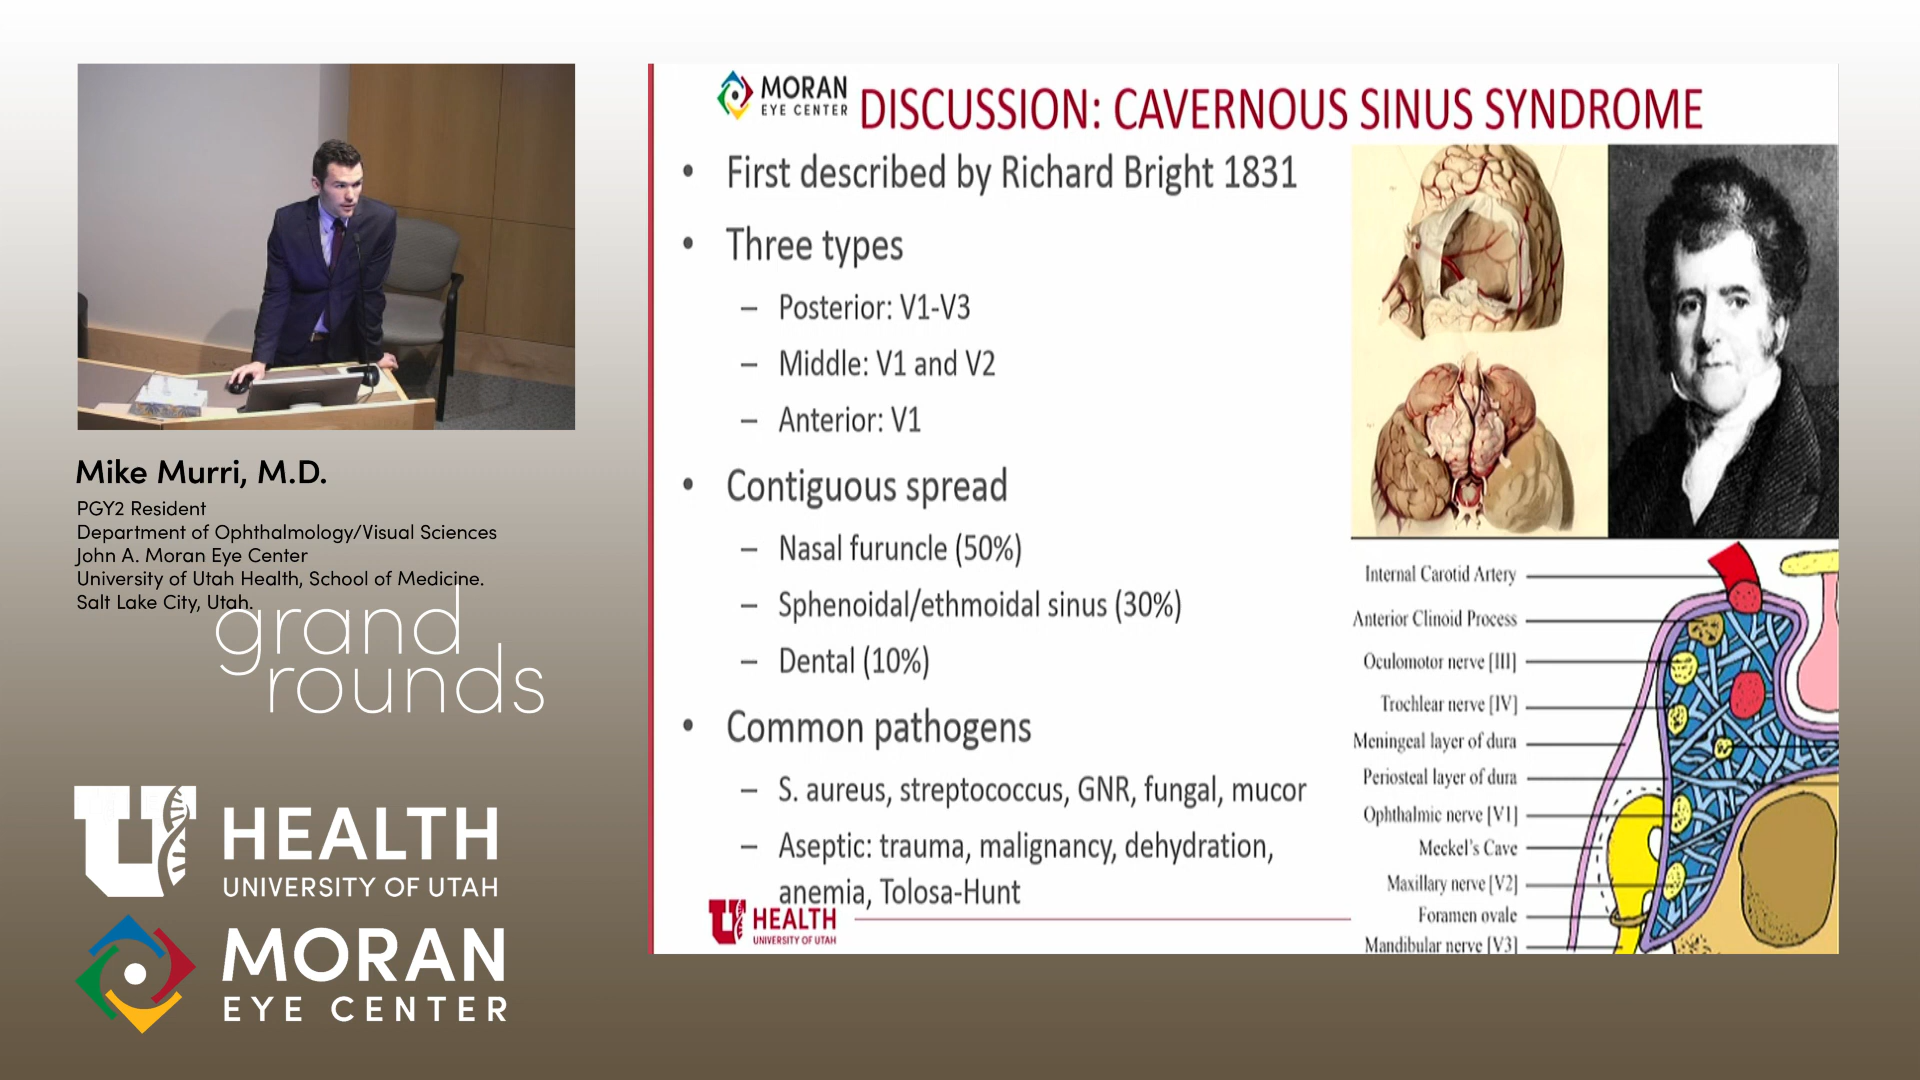 Mike Murri, M.D.
PGY2 Resident
Department of Ophthalmology/Visual Sciences
John A. Moran Eye Center
University of Utah Health, School of Medicine.
Salt Lake City, Utah.
grand
rounds
U HEALTH
UNIVERSITY OF UTAH
MORAN
EYE CENTER
MORAN
EYE CENTER
DISCUSSION: CAVERNOUS SINUS SYNDROME
• First described by Richard Bright 1831
• Three types
– Posterior: V1-V3
– Middle: V1 and V2
– Anterior: V1
• Contiguous spread
– Nasal furuncle (50%)
– Sphenoidal/ethmoidal sinus (30%)
– Dental (10%)
• Common pathogens
– S. aureus, streptococcus, GNR, fungal, mucor
– Aseptic: trauma, malignancy, dehydration,
anemia, Tolosa-Hunt
U HEALTH
UNIVERSITY OF UTAH
Internal Carotid Artery
Anterior Clinoid Process
Oculomotor nerve [III]
Trochlear nerve [IV]
Meningeal layer of dura
Periosteal layer of dura
Ophthalmic nerve [V1]
Meckel's Cave
Maxillary nerve [V2]
Foramen ovale
Mandibular nerve [V3]